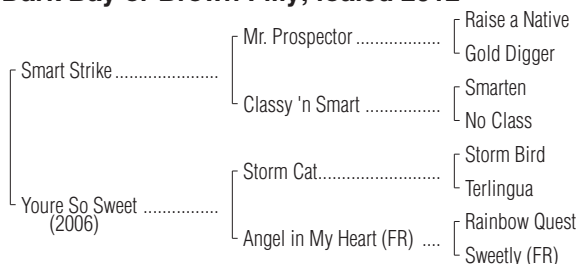 Dark Bay or Brown Filly; foaled 2012
Raise a Native
Mr. Prospector ..................
Gold Digger
Smart Strike ......................
Smarten
Classy 'n Smart ................
No Class
Storm Bird
Storm Cat..........................
Terlingua
Youre So Sweet ................
(2006)
Rainbow Quest
Angel in My Heart (FR) ....
Sweetly (FR)